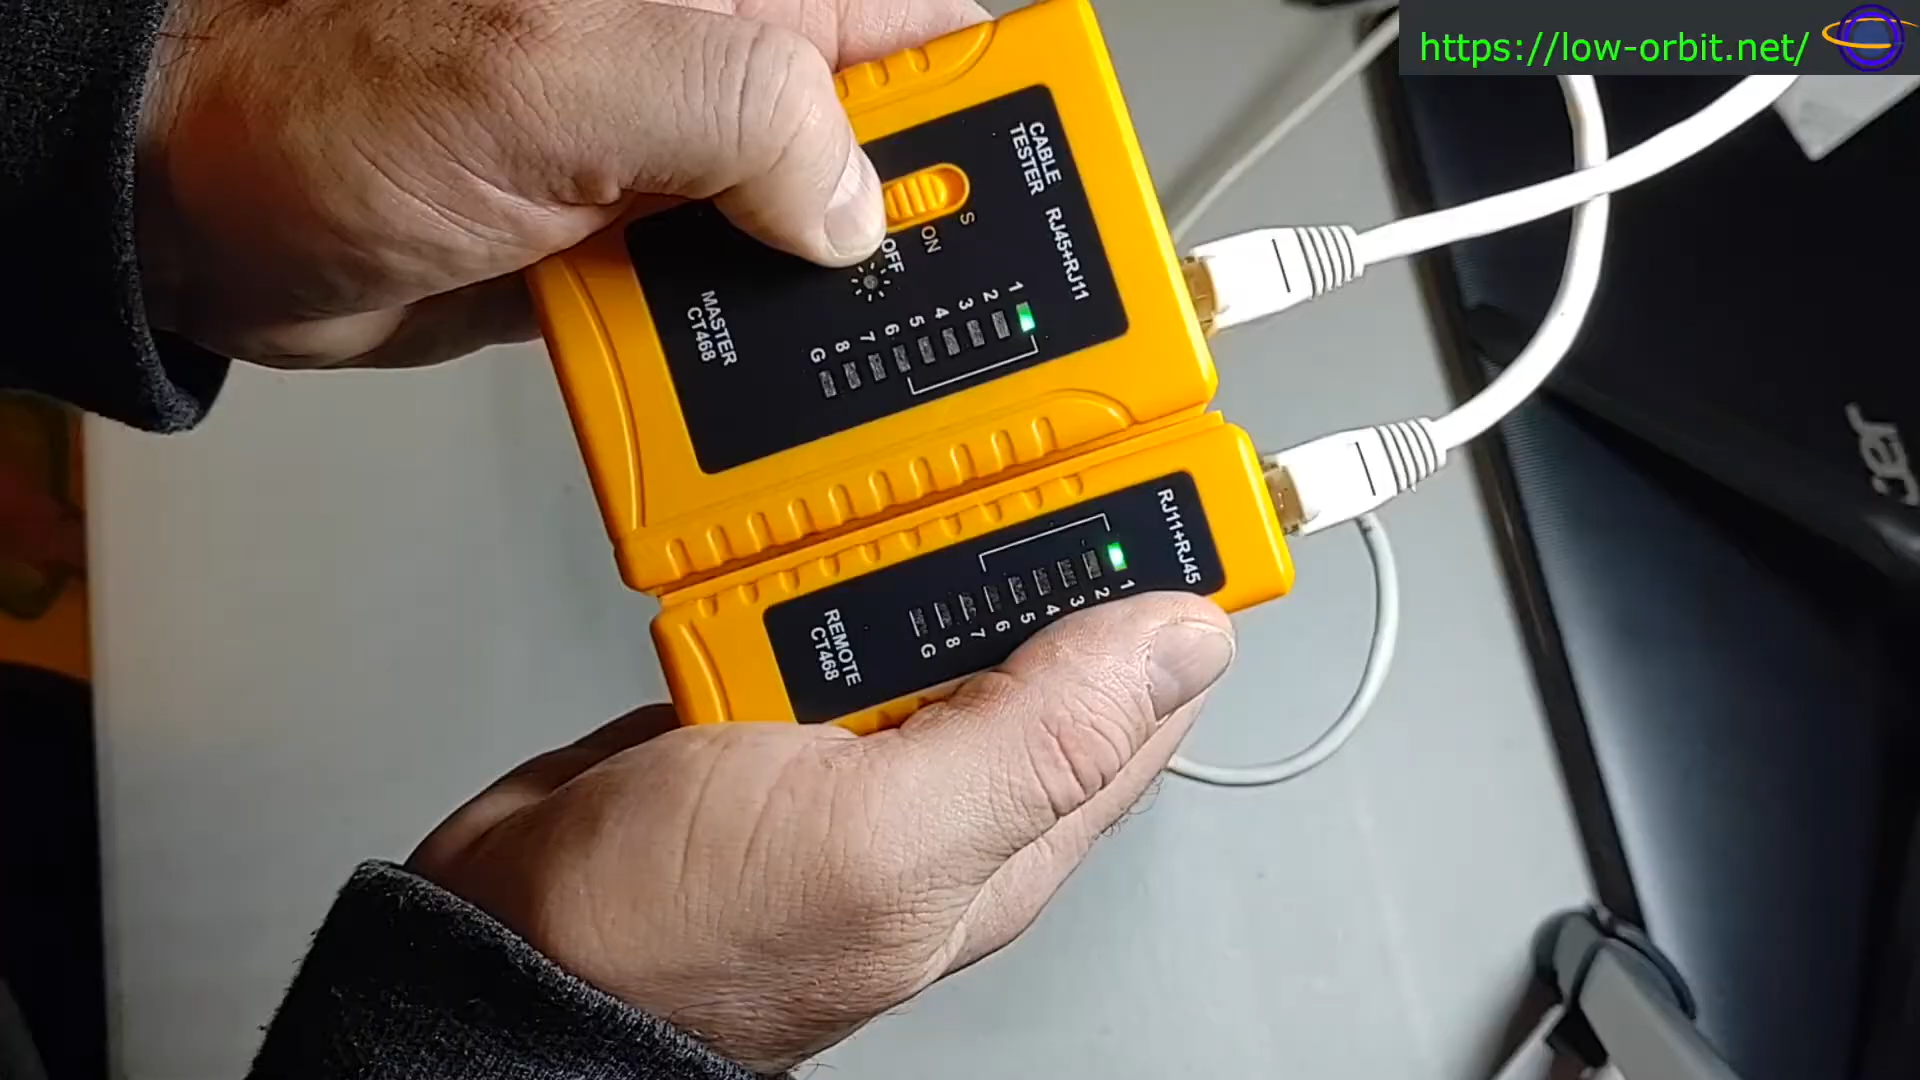 https://low-orbit.net/
CABLE
TESTER
RJ45+RJ11
S
ON
OFF
1
2
3
4
5
6
7
8
G
MASTER
CT468
RJ11+RJ45
1
2
3
4
5
6
7
8
G
REMOTE
CT468
acer